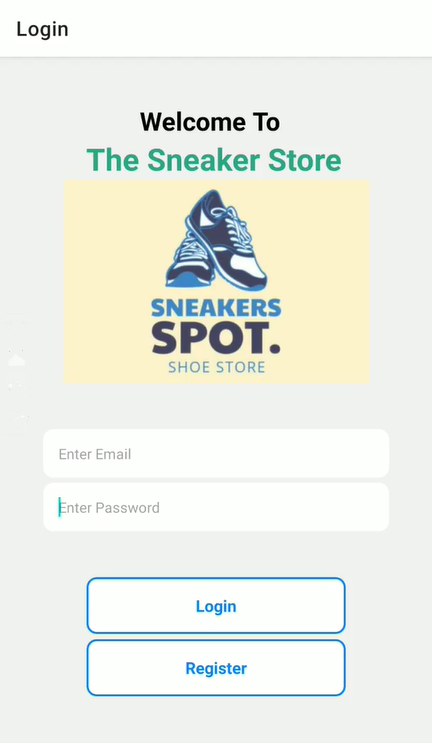 Login
Welcome To
The Sneaker Store
SNEAKERS
SPOT.
SHOE STORE
Enter Email
Enter Password
Login
Register